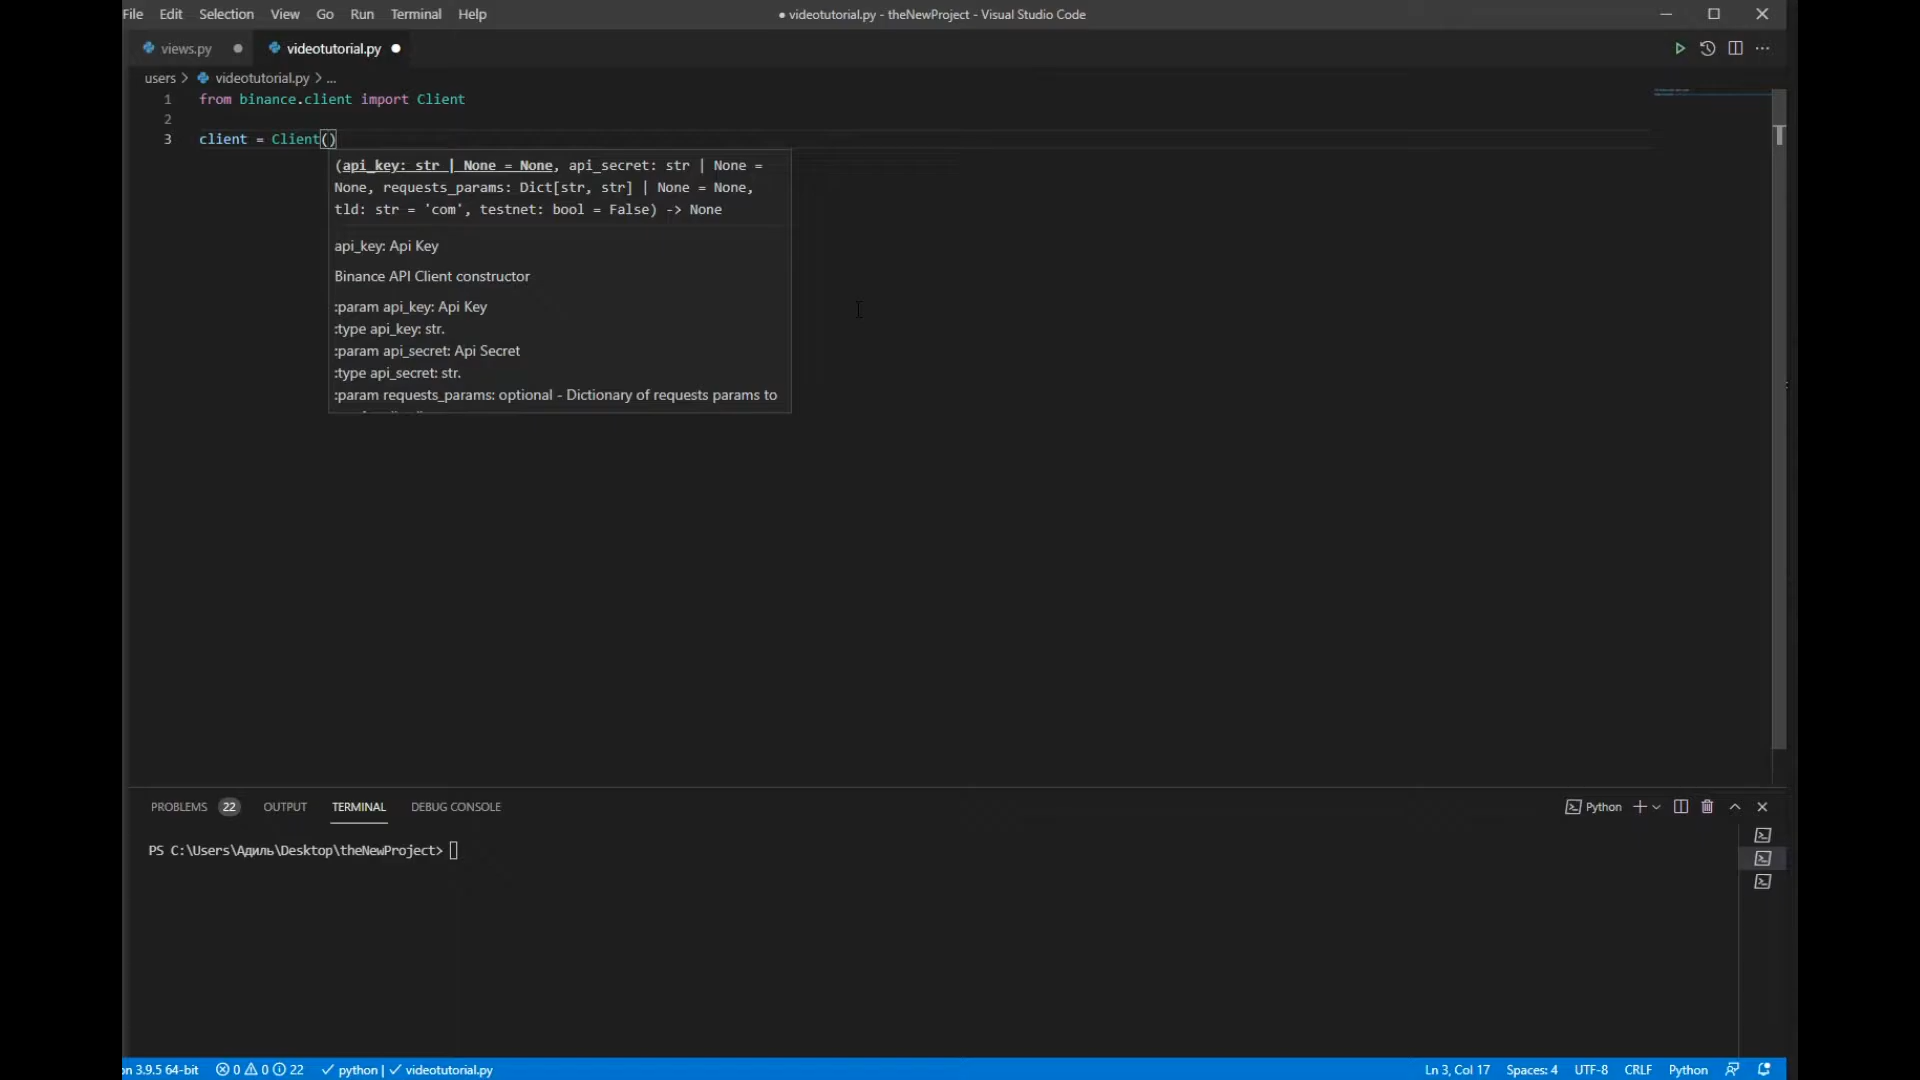 File Edit Selection View Go Run Terminal Help
● videotutorial.py - theNewProject - Visual Studio Code
views.py ● videotutorial.py ●
users > videotutorial.py > ...
1 from binance.client import Client
2
3 client = Client()
(api_key: str | None = None, api_secret: str | None =
None, requests_params: Dict[str, str] | None = None,
tld: str = 'com', testnet: bool = False) -> None
api_key: Api Key
Binance API Client constructor
:param api_key: Api Key
:type api_key: str.
:param api_secret: Api Secret
:type api_secret: str.
:param requests_params: optional - Dictionary of requests params to
PROBLEMS 22 OUTPUT TERMINAL DEBUG CONSOLE
Python
PS C:\Users\Адиль\Desktop\theNewProject>
n 3.9.5 64-bit 0 0 22 ✓ python | ✓ videotutorial.py
Ln 3, Col 17 Spaces: 4 UTF-8 CRLF Python